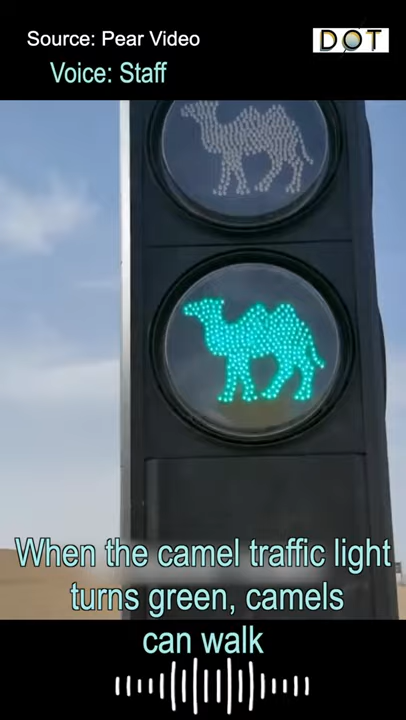 Source: Pear Video
DOT
Voice: Staff
When the camel traffic light
turns green, camels
can walk